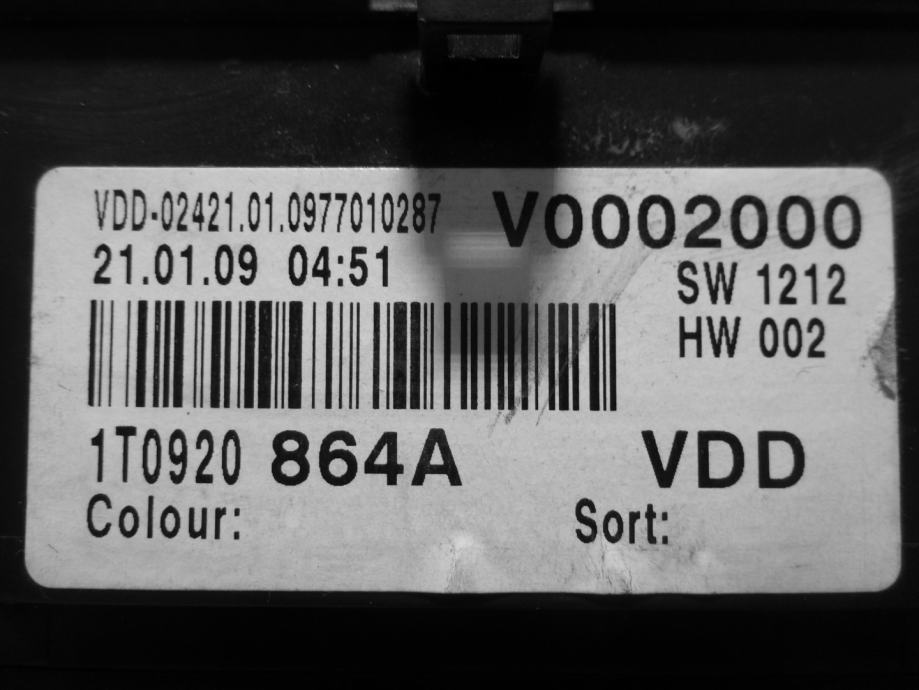 VDD-02421.01.0977010287 V0002000
21.01.09 04:51 SW 1212
HW 002
1T0920 864A VDD
Colour: Sort: